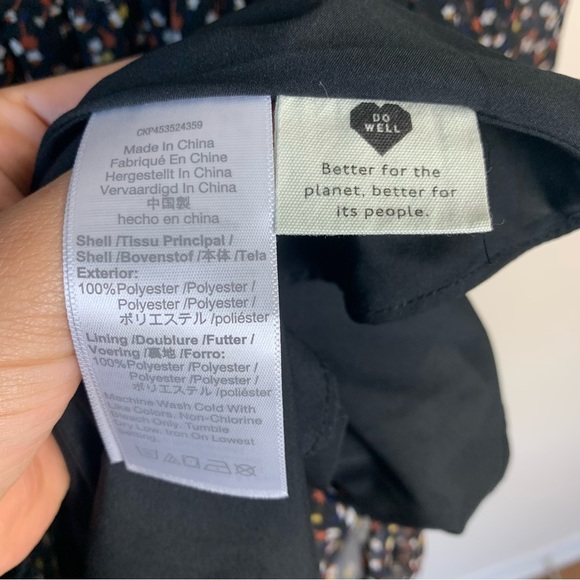 CKP453524359
Made In China
Fabriqué En Chine
Hergestellt In China
Vervaardigd In China
中国製
hecho en china
Shell /Tissu Principal /
Shell /Bovenstof /本体 /Tela
Exterior:
100%Polyester /Polyester /
Polyester /Polyester /
ポリエステル /poliéster
Lining /Doublure /Futter /
Voering /裏地 /Forro:
100%Polyester /Polyester /
Polyester /Polyester /
ポリエステル /poliéster
Machine Wash Cold With
Like Colors. Non-Chlorine
Bleach Only. Tumble
Dry Low. Iron On Lowest
Setting.
DO
WELL
Better for the
planet, better for
its people.